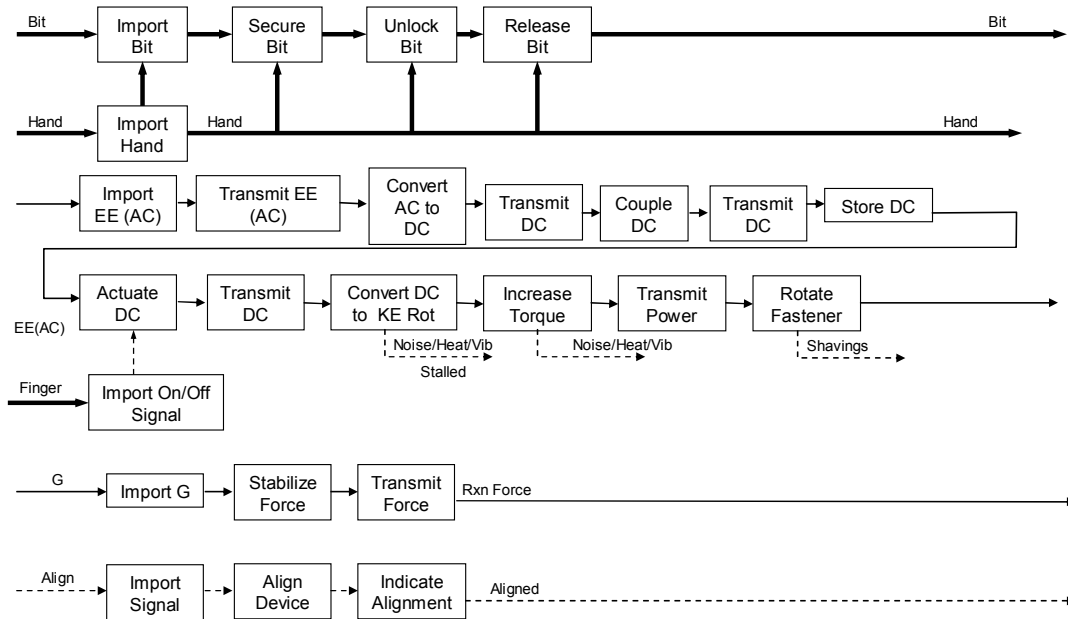 Bit
Import
Bit
Secure
Bit
Unlock
Bit
Release
Bit
Bit
Hand
Import
Hand
Hand
Hand
Import
EE (AC)
Transmit EE
(AC)
Convert
AC to
DC
Transmit
DC
Couple
DC
Transmit
DC
Store DC
EE(AC)
Actuate
DC
Transmit
DC
Convert DC
to KE Rot
Increase
Torque
Transmit
Power
Rotate
Fastener
Noise/Heat/Vib
Stalled
Noise/Heat/Vib
Shavings
Finger
Import On/Off
Signal
G
Import G
Stabilize
Force
Transmit
Force
Rxn Force
Align
Import
Signal
Align
Device
Indicate
Alignment
Aligned